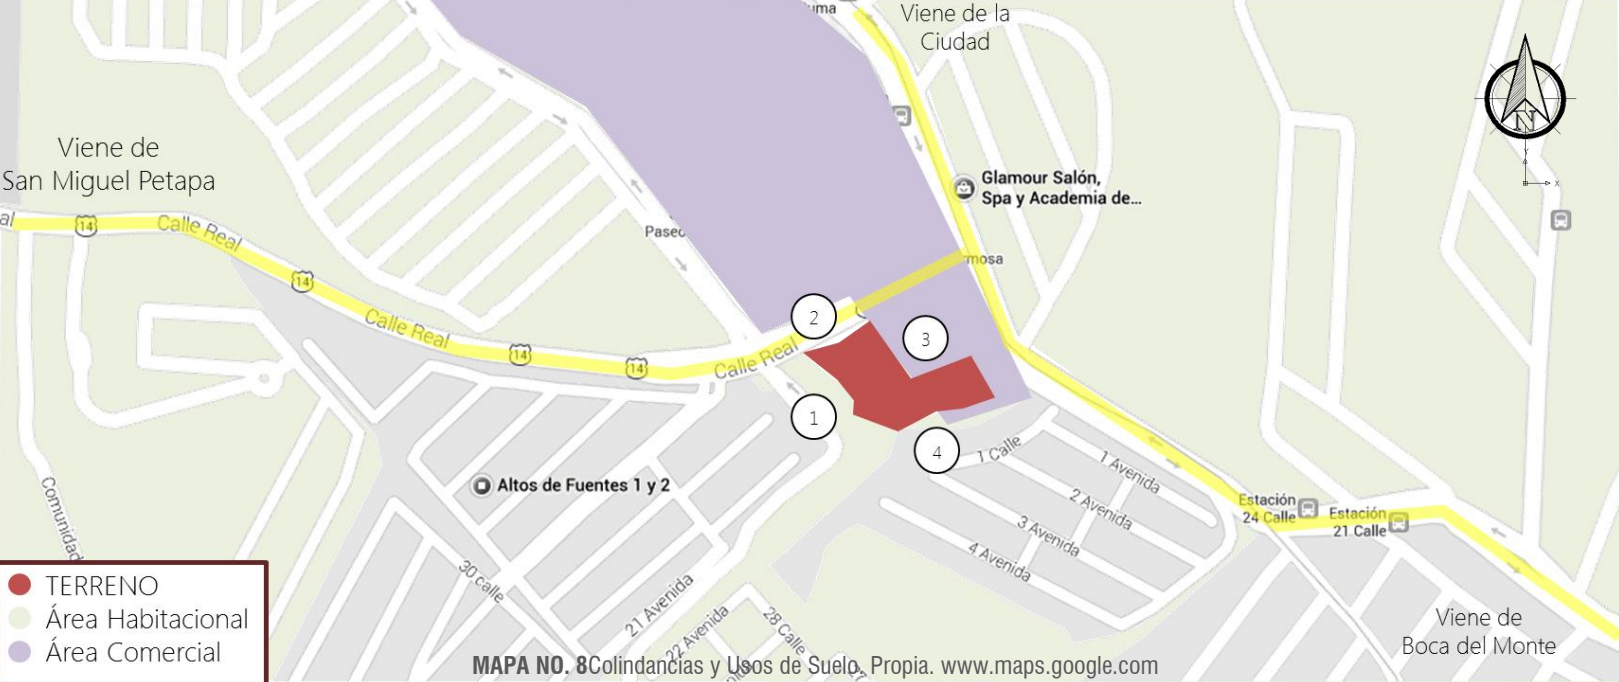 uma
Viene de la
Ciudad
N
Y
x
Viene de
San Miguel Petapa
Glamour Salón,
Spa y Academia de...
al
14
Calle Real
Paseo
mosa
14
2
Calle Real
3
14
14
Calle Real
1
4
1 Calle
1 Avenida
Altos de Fuentes 1 y 2
2 Avenida
Comunidad
Estación
24 Calle
Estación
21 Calle
3 Avenida
4 Avenida
30 calle
TERRENO
Área Habitacional
Área Comercial
21 Avenida
22 Avenida
28 Calle
27
Viene de
Boca del Monte
MAPA NO. 8Colindancias y Usos de Suelo. Propia. www.maps.google.com